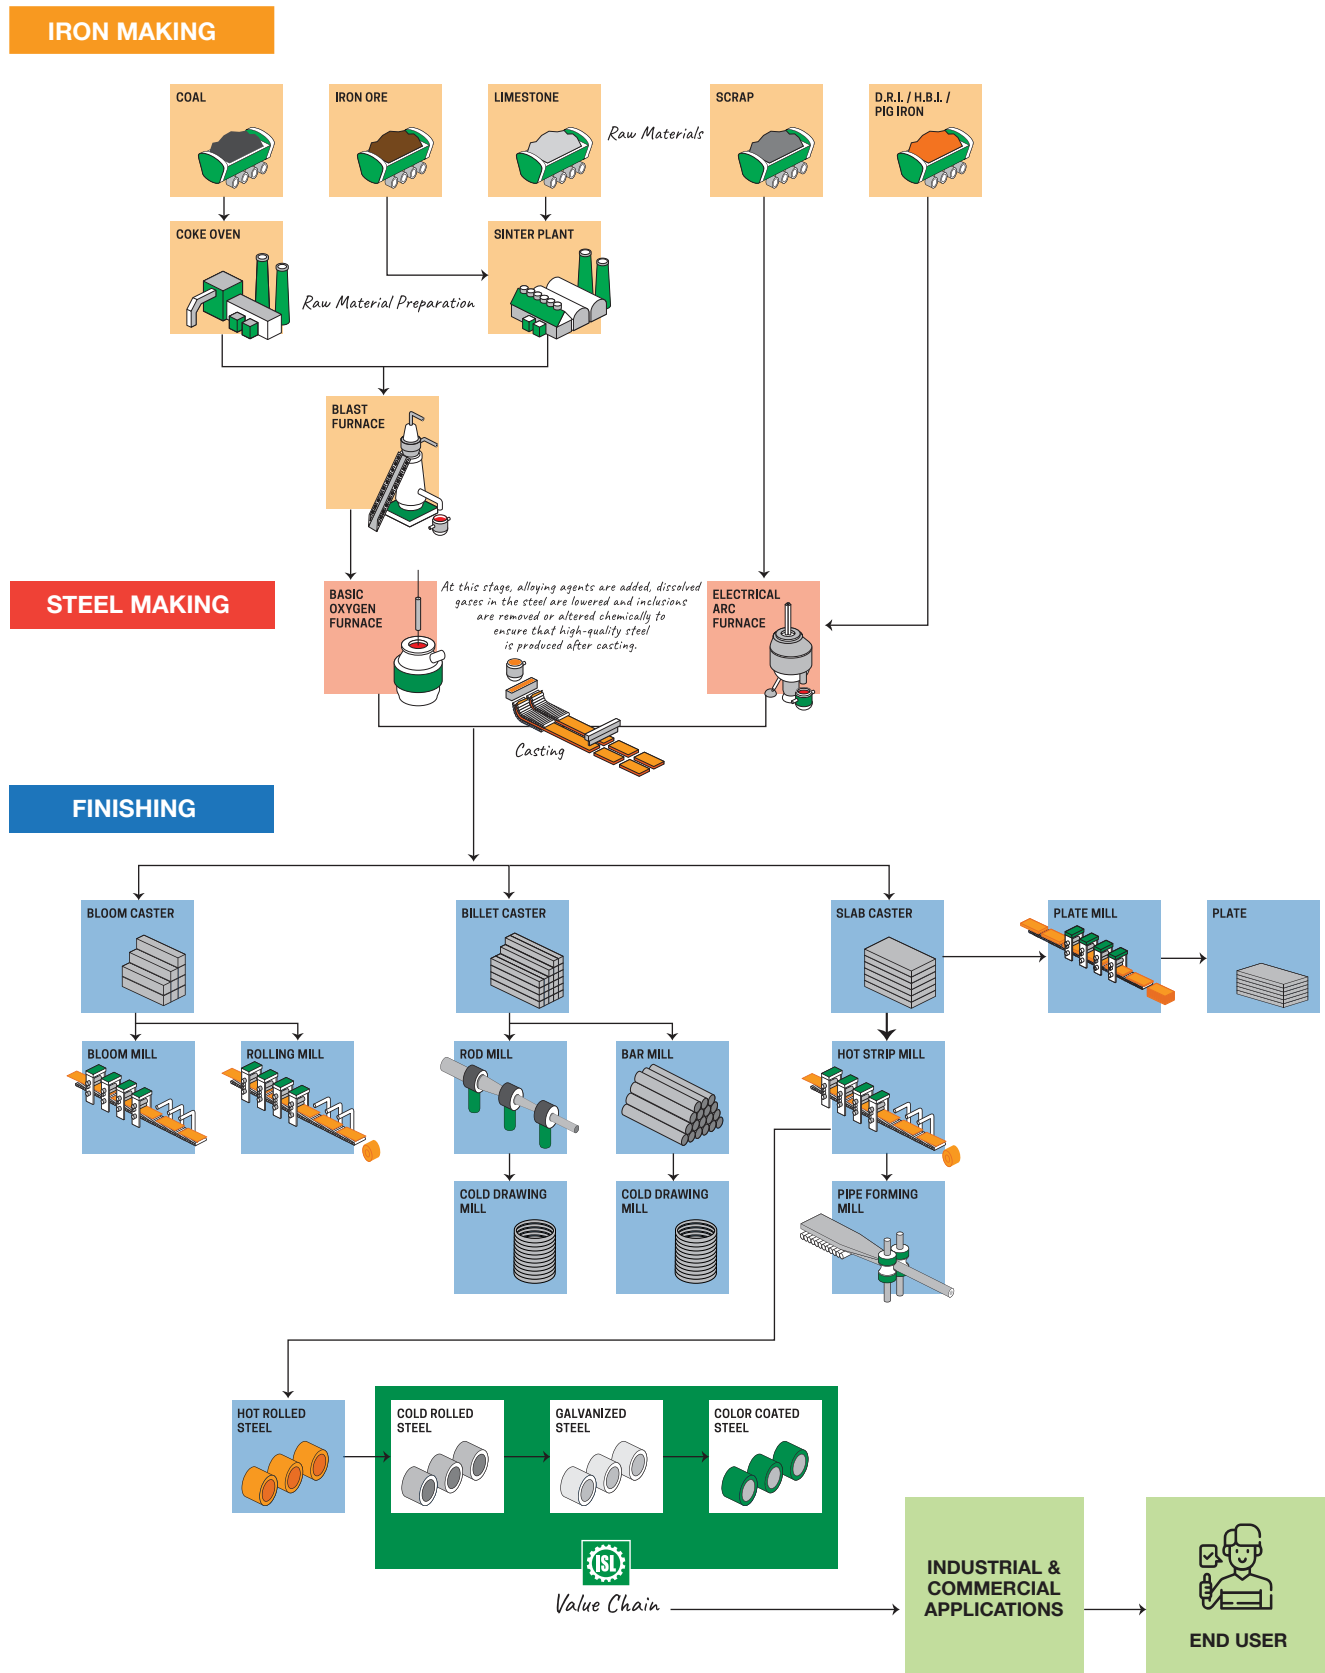 IRON MAKING
COAL
IRON ORE
LIMESTONE
Raw Materials
SCRAP
D.R.I. / H.B.I. /
PIG IRON
COKE OVEN
Raw Material Preparation
SINTER PLANT
BLAST
FURNACE
STEEL MAKING
BASIC
OXYGEN
FURNACE
At this stage, alloying agents are added, dissolved
gases in the steel are lowered and inclusions
are removed or altered chemically to
ensure that high-quality steel
is produced after casting.
ELECTRICAL
ARC
FURNACE
Casting
FINISHING
BLOOM CASTER
BILLET CASTER
SLAB CASTER
PLATE MILL
PLATE
BLOOM MILL
ROLLING MILL
ROD MILL
BAR MILL
HOT STRIP MILL
COLD DRAWING
MILL
COLD DRAWING
MILL
PIPE FORMING
MILL
HOT ROLLED
STEEL
COLD ROLLED
STEEL
GALVANIZED
STEEL
COLOR COATED
STEEL
ISL
Value Chain
INDUSTRIAL &
COMMERCIAL
APPLICATIONS
END USER